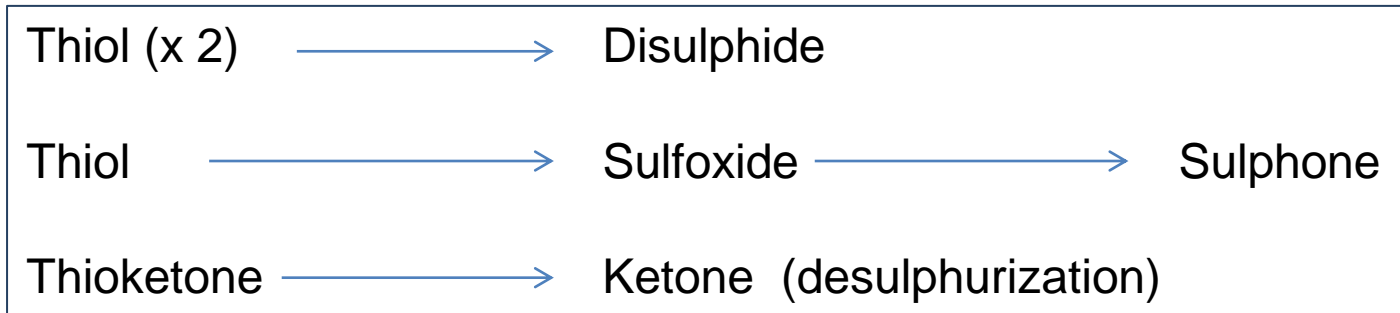 Thiol (x 2) Disulphide
Thiol Sulfoxide Sulphone
Thioketone Ketone (desulphurization)